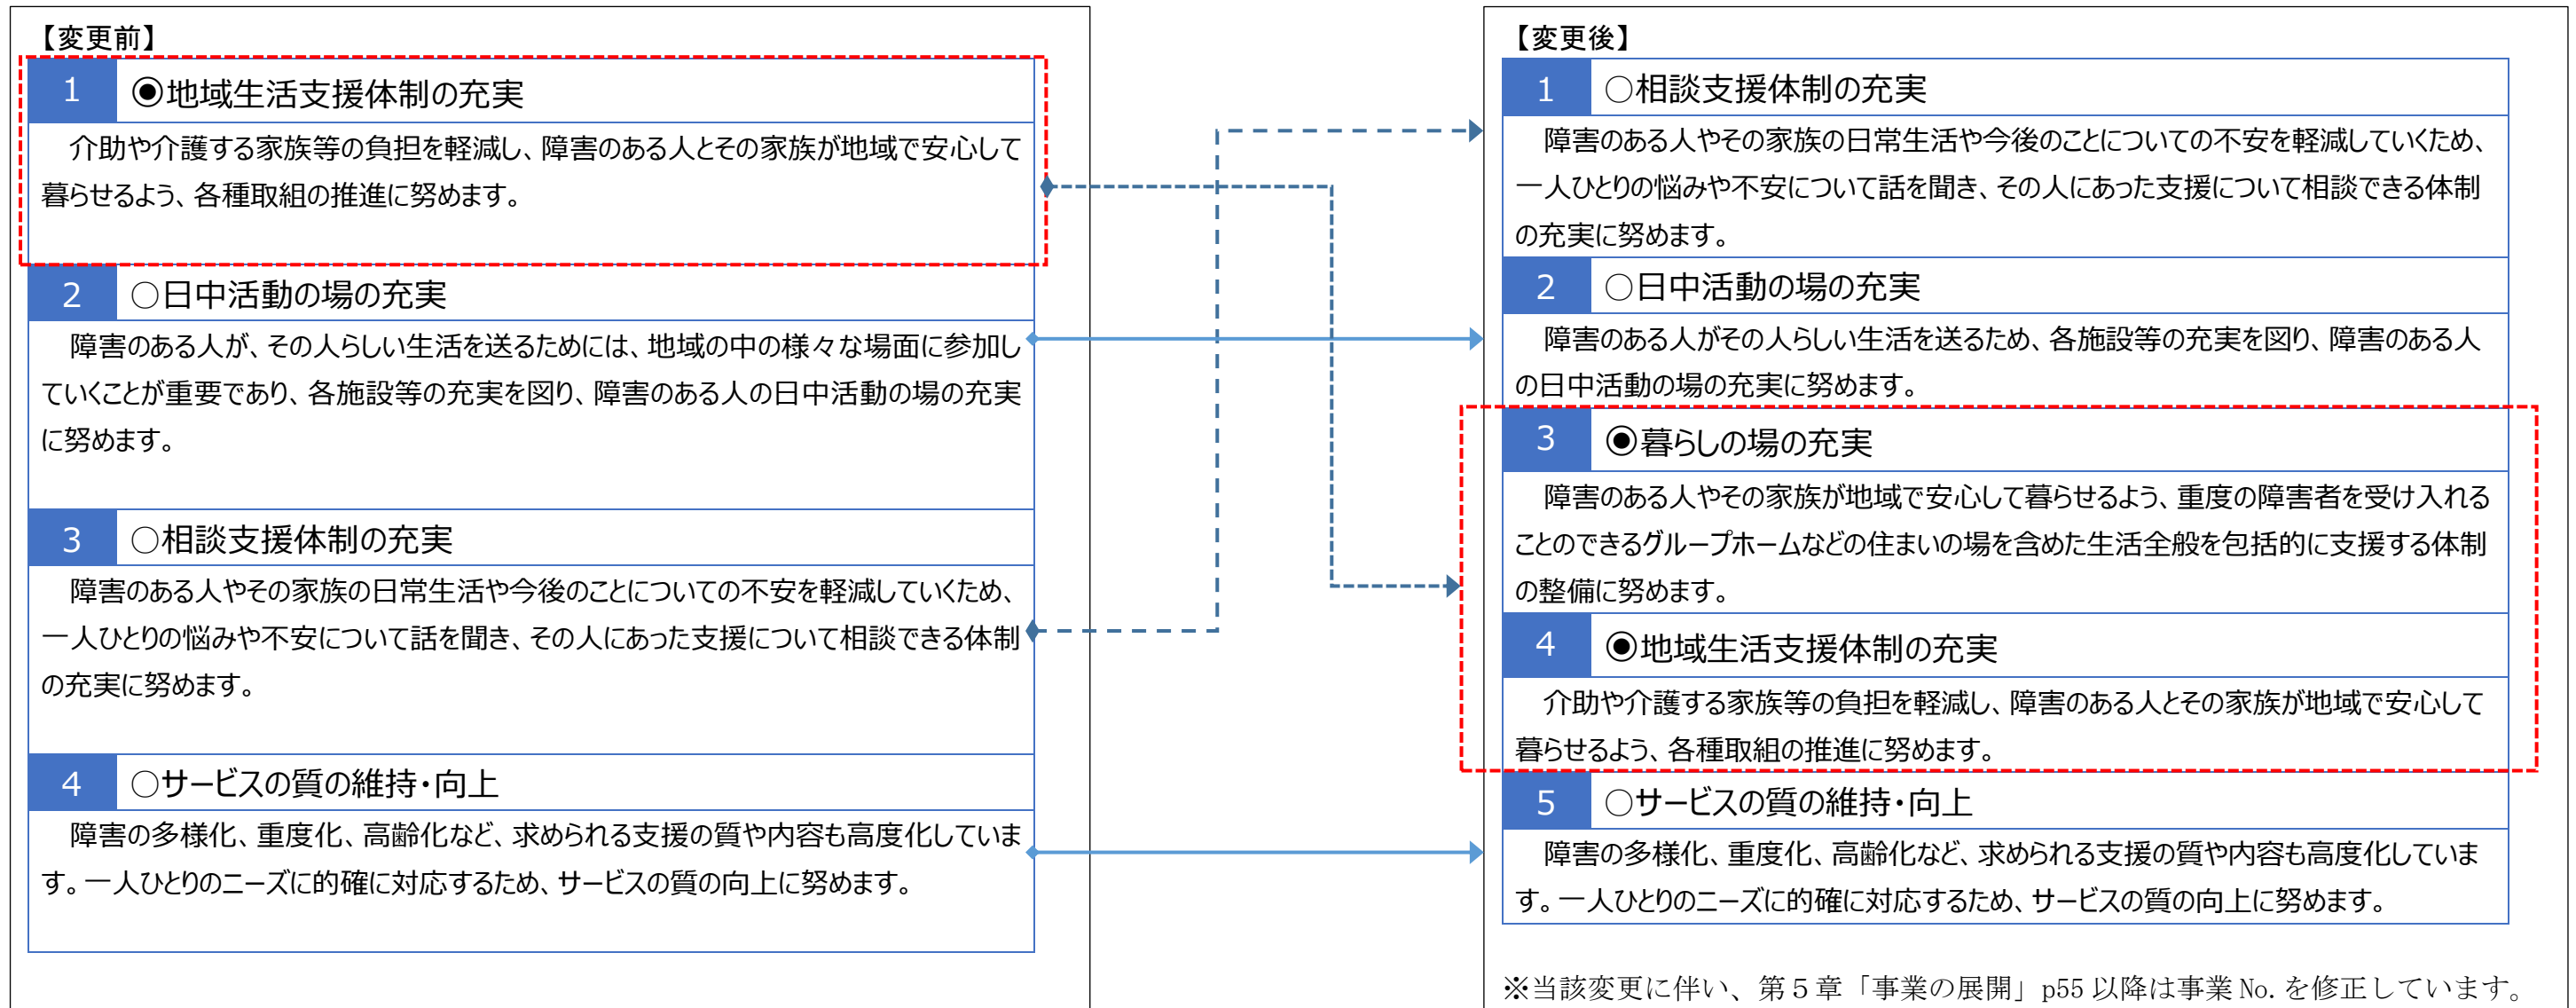 【変更前】
1 ◉地域生活支援体制の充実
介助や介護する家族等の負担を軽減し、障害のある人とその家族が地域で安心して
暮らせるよう、各種取組の推進に努めます。
2 ○日中活動の場の充実
障害のある人が、その人らしい生活を送るためには、地域の中の様々な場面に参加し
ていくことが重要であり、各施設等の充実を図り、障害のある人の日中活動の場の充実
に努めます。
3 ○相談支援体制の充実
障害のある人やその家族の日常生活や今後のことについての不安を軽減していくため、
一人ひとりの悩みや不安について話を聞き、その人にあった支援について相談できる体制
の充実に努めます。
4 ○サービスの質の維持・向上
障害の多様化、重度化、高齢化など、求められる支援の質や内容も高度化していま
す。一人ひとりのニーズに的確に対応するため、サービスの質の向上に努めます。
【変更後】
1 ○相談支援体制の充実
障害のある人やその家族の日常生活や今後のことについての不安を軽減していくため、
一人ひとりの悩みや不安について話を聞き、その人にあった支援について相談できる体制
の充実に努めます。
2 ○日中活動の場の充実
障害のある人がその人らしい生活を送るため、各施設等の充実を図り、障害のある人
の日中活動の場の充実に努めます。
3 ◉暮らしの場の充実
障害のある人やその家族が地域で安心して暮らせるよう、重度の障害者を受け入れる
ことのできるグループホームなどの住まいの場を含めた生活全般を包括的に支援する体制
の整備に努めます。
4 ◉地域生活支援体制の充実
介助や介護する家族等の負担を軽減し、障害のある人とその家族が地域で安心して
暮らせるよう、各種取組の推進に努めます。
5 ○サービスの質の維持・向上
障害の多様化、重度化、高齢化など、求められる支援の質や内容も高度化していま
す。一人ひとりのニーズに的確に対応するため、サービスの質の向上に努めます。
※当該変更に伴い、第５章「事業の展開」p55 以降は事業 No. を修正しています。